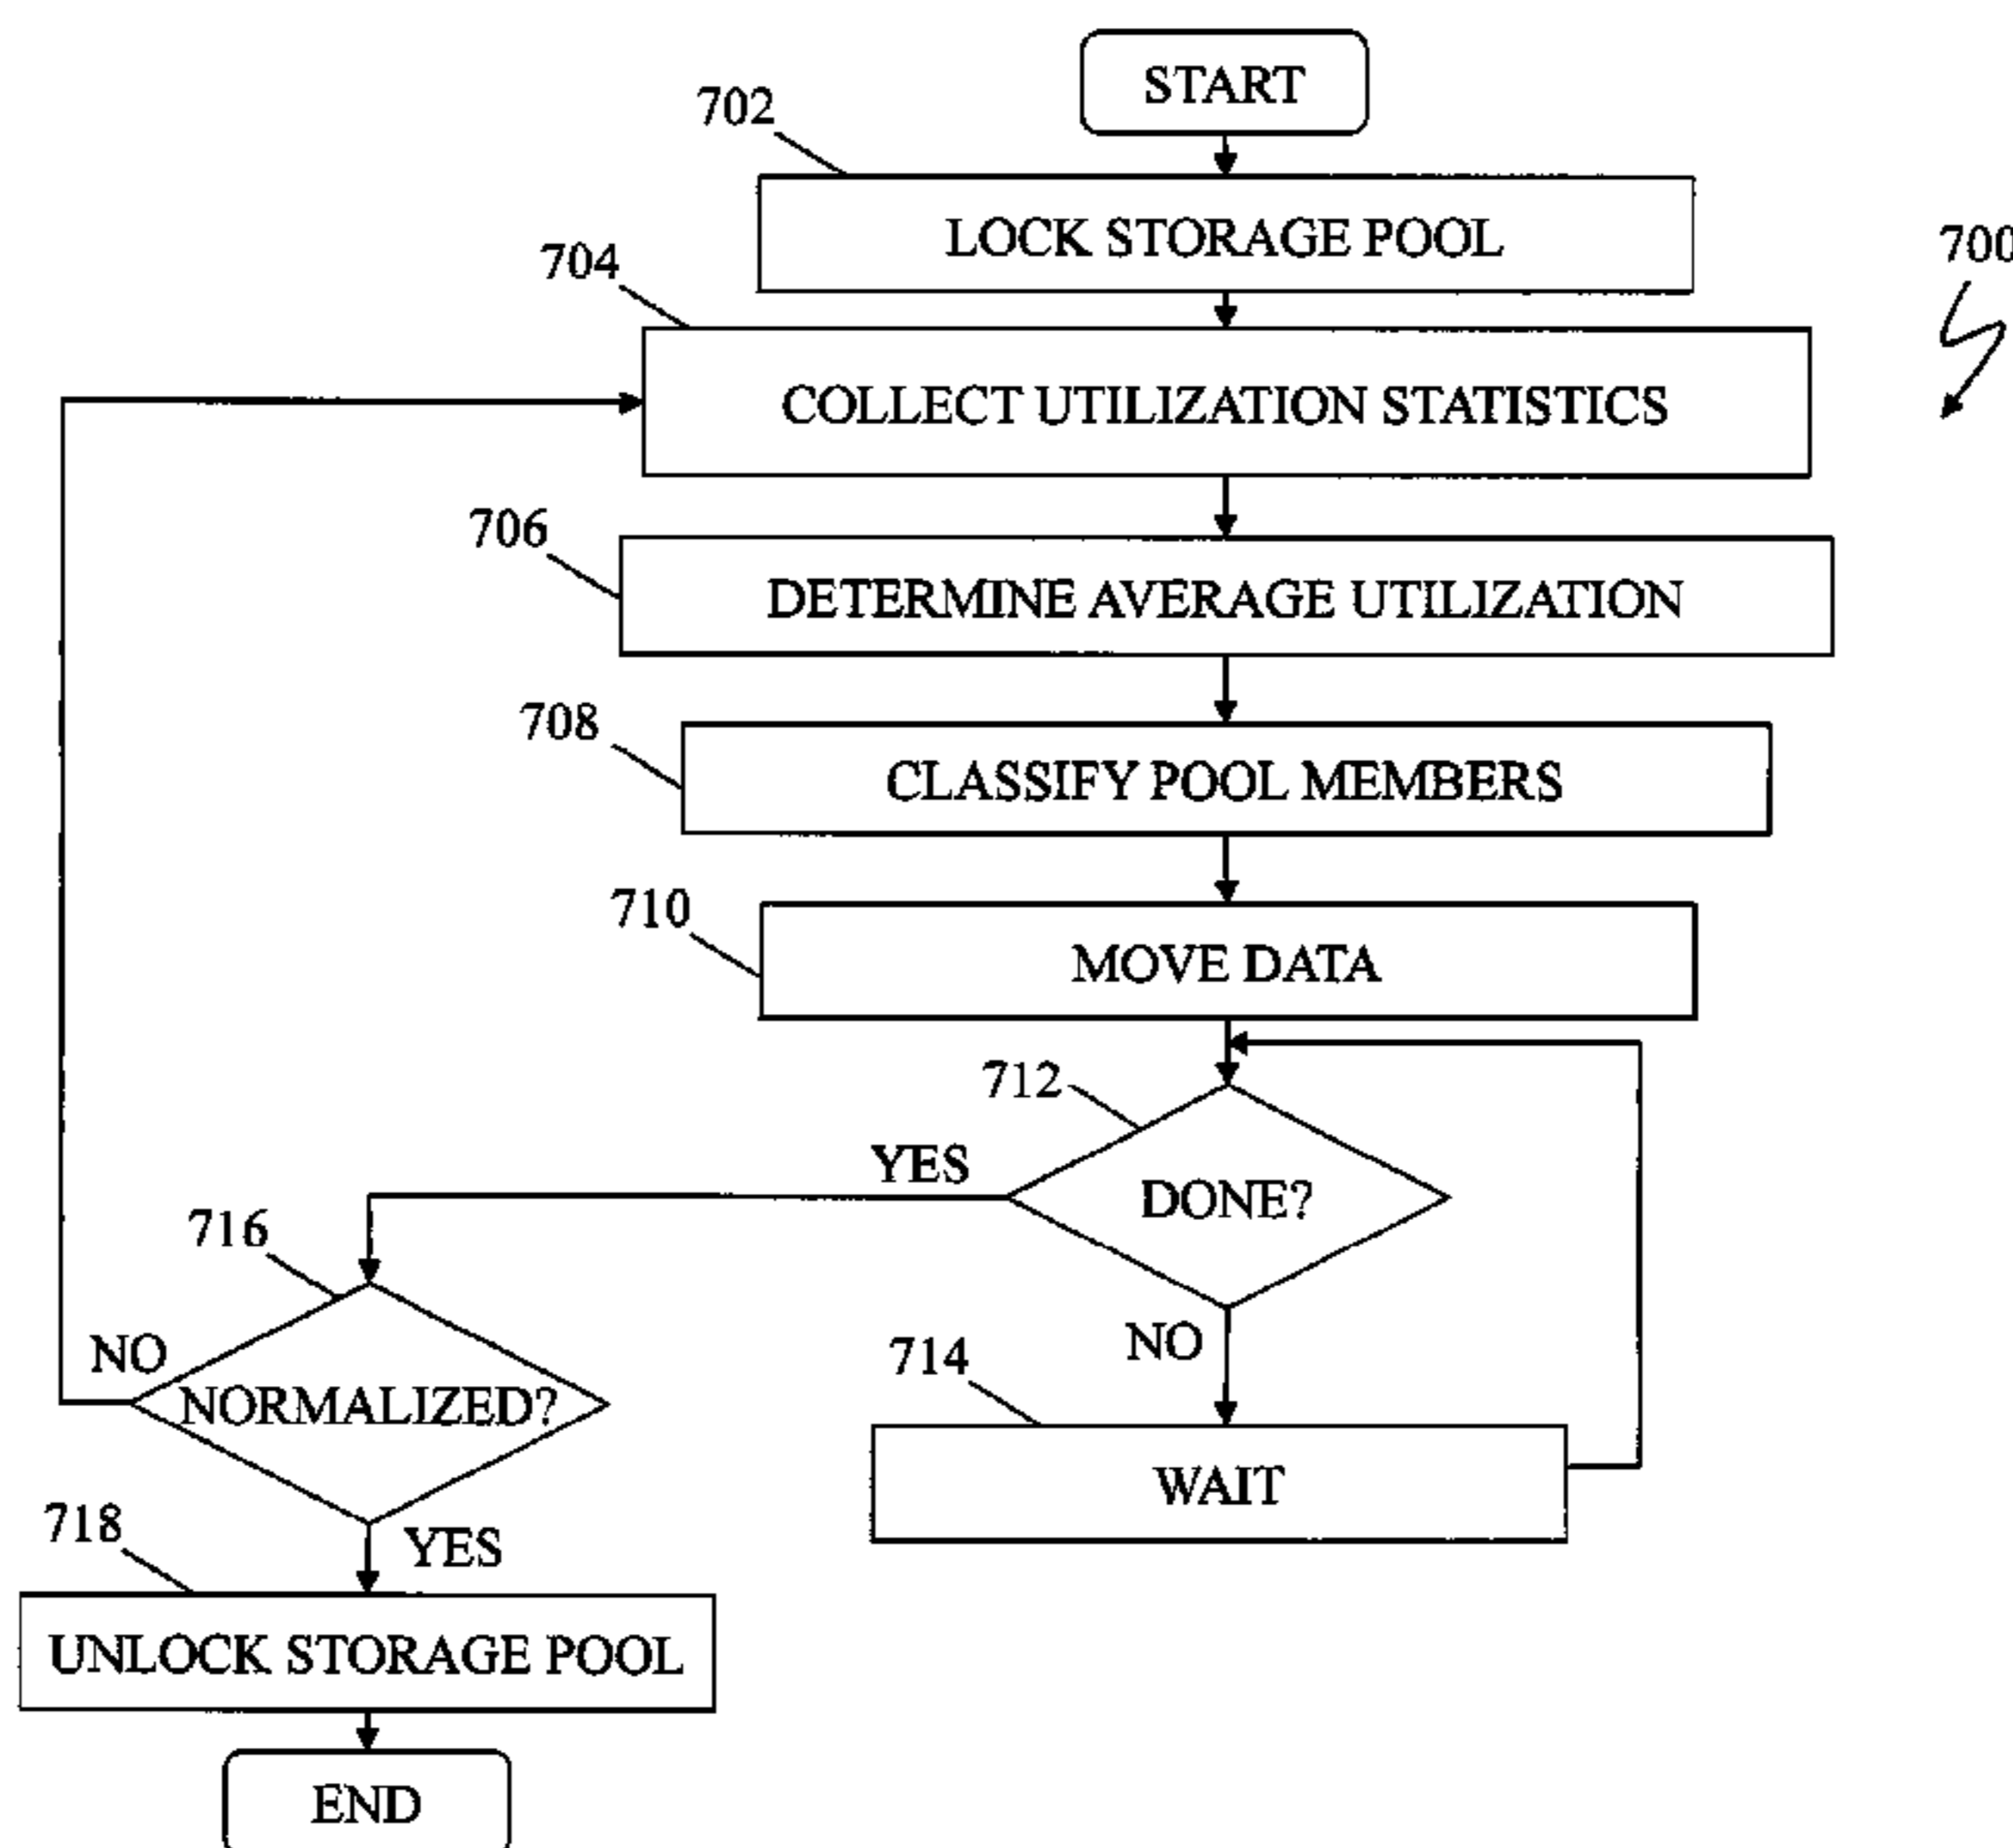 START
702
LOCK STORAGE POOL
700
704
COLLECT UTILIZATION STATISTICS
706
DETERMINE AVERAGE UTILIZATION
708
CLASSIFY POOL MEMBERS
710
MOVE DATA
712
YES
DONE?
716
NO
NO
714
NORMALIZED?
WAIT
718
YES
UNLOCK STORAGE POOL
END